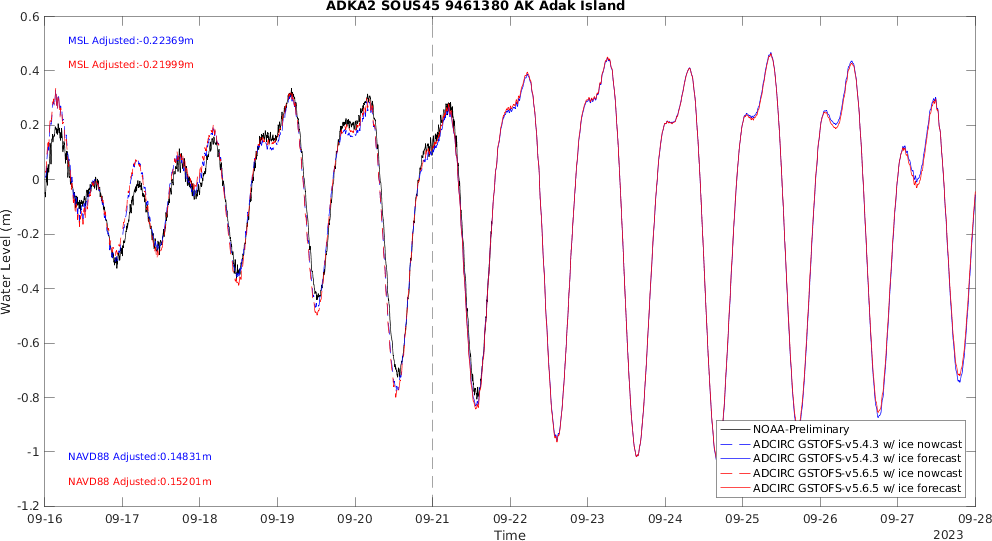 ADKA2 SOUS45 9461380 AK Adak Island
0.6
0.4
0.2
0
-0.2
-0.4
-0.6
-0.8
-1
-1.2
Water Level (m)
MSL Adjusted:-0.22369m
MSL Adjusted:-0.21999m
NAVD88 Adjusted:0.14831m
NAVD88 Adjusted:0.15201m
NOAA-Preliminary
ADCIRC GSTOFS-v5.4.3 w/ ice nowcast
ADCIRC GSTOFS-v5.4.3 w/ ice forecast
ADCIRC GSTOFS-v5.6.5 w/ ice nowcast
ADCIRC GSTOFS-v5.6.5 w/ ice forecast
09-16 09-17 09-18 09-19 09-20 09-21 09-22 09-23 09-24 09-25 09-26 09-27 09-28
Time
2023